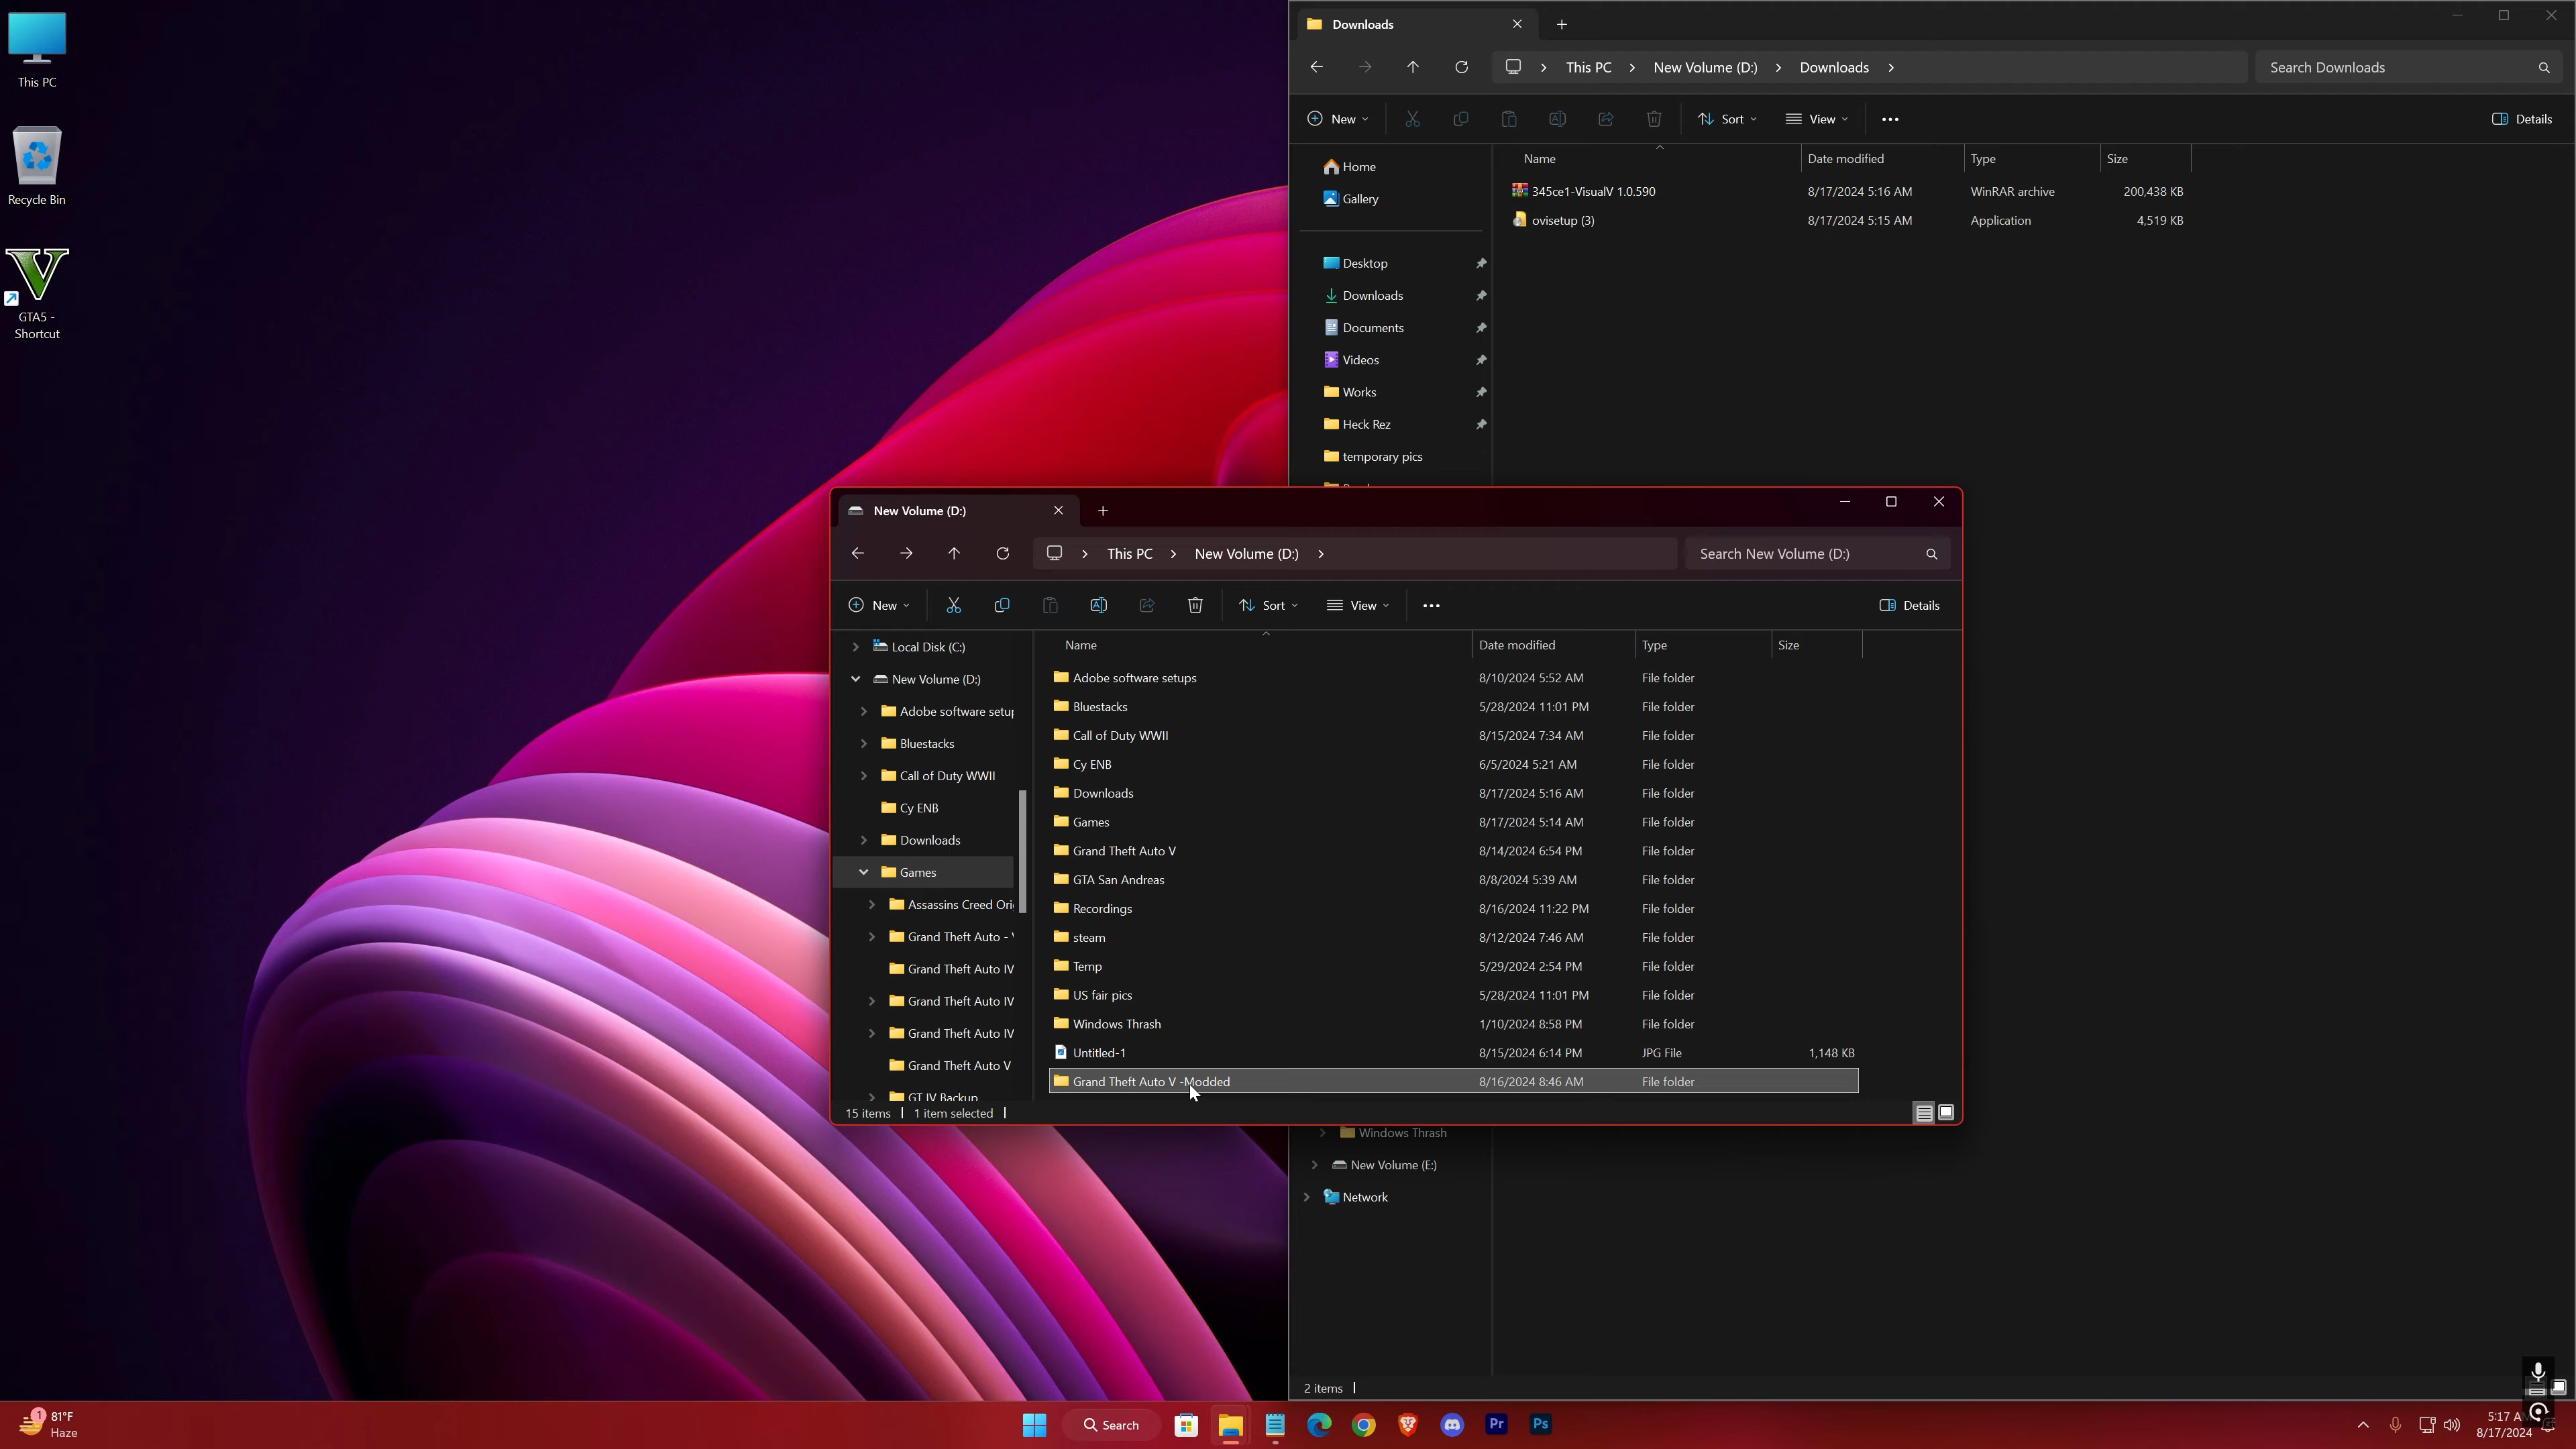 This PC
Recycle Bin
GTA5 -
Shortcut
Downloads
This PC
New Volume (D:)
Downloads
Search Downloads
New
Sort
View
Details
Name
Date modified
Type
Size
345ce1-VisualV 1.0.590 8/17/2024 5:16 AM WinRAR archive 200,438 KB
ovisetup (3) 8/17/2024 5:15 AM Application 4,519 KB
Home
Gallery
Desktop
Downloads
Documents
Videos
Works
Heck Rez
temporary pics
New Volume (D:)
This PC
New Volume (D:)
Search New Volume (D:)
New
Sort
View
Details
Local Disk (C:)
New Volume (D:)
Adobe software setup
Bluestacks
Call of Duty WWII
Cy ENB
Downloads
Games
Assassins Creed Ori
Grand Theft Auto -
Grand Theft Auto IV
Grand Theft Auto IV
Grand Theft Auto IV
Grand Theft Auto V
GT IV Backup
Name Date modified Type Size
Adobe software setups 8/10/2024 5:52 AM File folder
Bluestacks 5/28/2024 11:01 PM File folder
Call of Duty WWII 8/15/2024 7:34 AM File folder
Cy ENB 6/5/2024 5:21 AM File folder
Downloads 8/17/2024 5:16 AM File folder
Games 8/17/2024 5:14 AM File folder
Grand Theft Auto V 8/14/2024 6:54 PM File folder
GTA San Andreas 8/8/2024 5:39 AM File folder
Recordings 8/16/2024 11:22 PM File folder
steam 8/12/2024 7:46 AM File folder
Temp 5/29/2024 2:54 PM File folder
US fair pics 5/28/2024 11:01 PM File folder
Windows Thrash 1/10/2024 8:58 PM File folder
Untitled-1 8/15/2024 6:14 PM JPG File 1,148 KB
Grand Theft Auto V -Modded 8/16/2024 8:46 AM File folder
15 items
1 item selected
Windows Thrash
New Volume (E:)
Network
2 items
1
81°F
Haze
Search
Pr
Ps
5:17 AM
8/17/2024